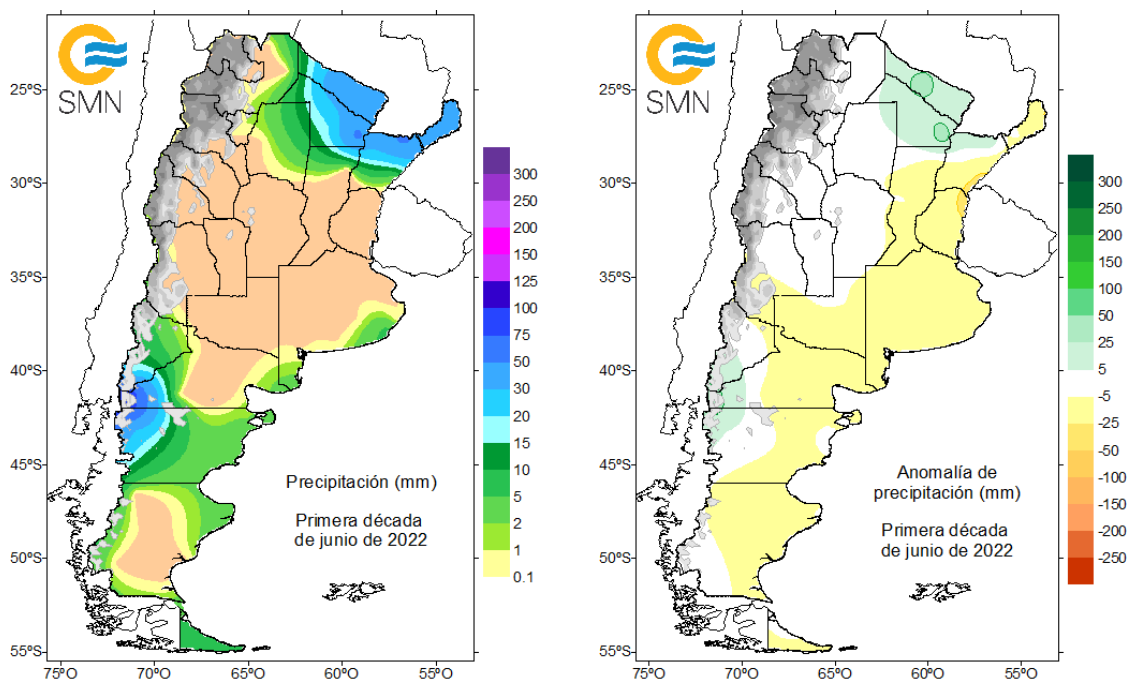 SMN
25ºS
30ºS
35ºS
40ºS
45ºS
50ºS
55ºS
75ºO
70ºO
65ºO
60ºO
55ºO
Precipitación (mm)
Primera década
de junio de 2022
300
250
200
125
100
75
50
30
20
15
10
5
2
1
0.1
SMN
25ºS
30ºS
35ºS
40ºS
45ºS
50ºS
55ºS
75ºO
70ºO
65ºO
60ºO
55ºO
Anomalía de
precipitación (mm)
Primera década
de junio de 2022
300
250
200
150
100
50
25
5
-5
-25
-50
-100
-150
-200
-250